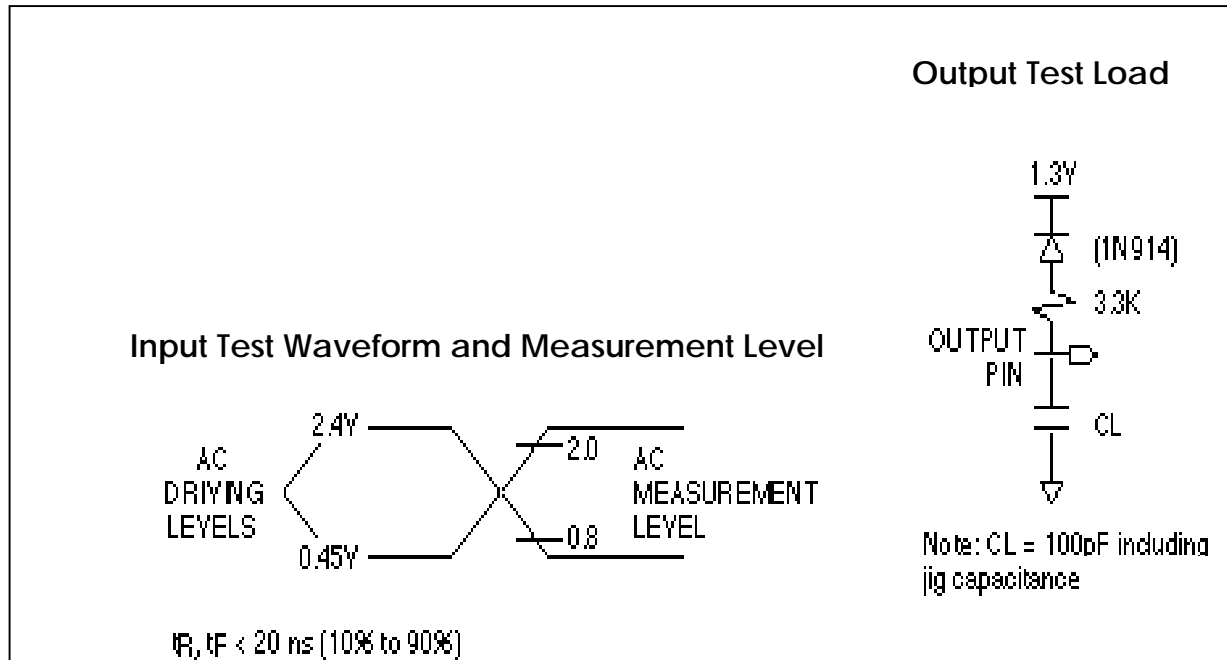 Output Test Load
1.3V
(1N914)
3.3K
OUTPUT
PIN
CL
Note: CL = 100pF including
jig capacitance
Input Test Waveform and Measurement Level
2.4V
AC
DRIVING
LEVELS
0.45V
2.0
0.8
AC
MEASUREMENT
LEVEL
tR, tF < 20 ns (10% to 90%)